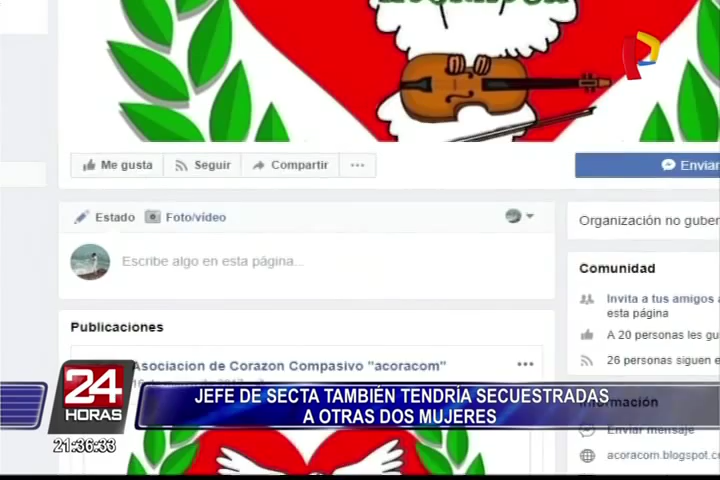 Me gusta
Seguir
Compartir
Enviar
Estado
Foto/vídeo
Escribe algo en esta página...
Organización no guber
Comunidad
Invita a tus amigos a
esta página
A 20 personas les gu
26 personas siguen e
Publicaciones
Asociacion de Corazon Compasivo "acoracom"
24
HORAS
21:36:33
JEFE DE SECTA TAMBIÉN TENDRÍA SECUESTRADAS
A OTRAS DOS MUJERES
Información
Enviar mensaje
acoracom.blogspot.c